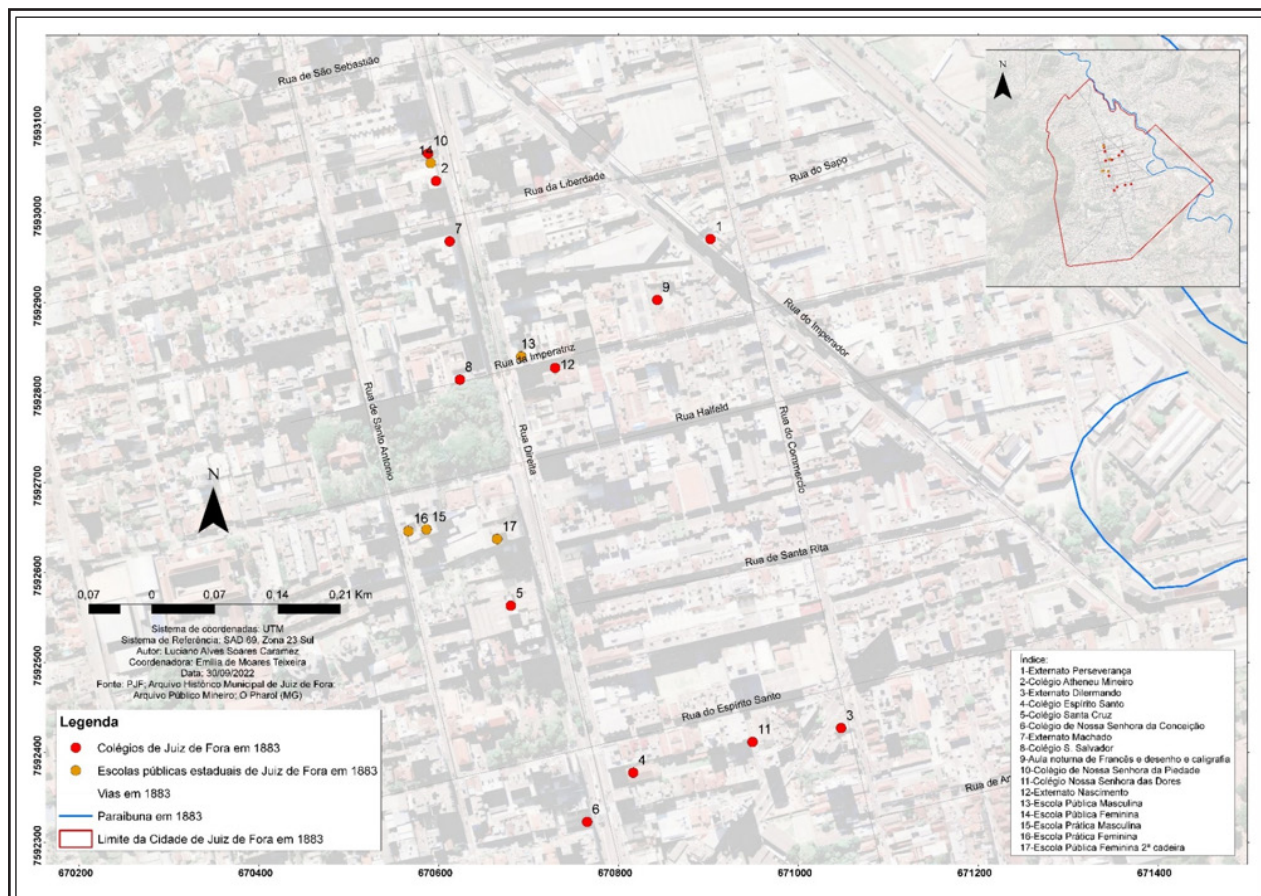 Rua de São Sebastião
10
14
2
Rua da Liberdade
Rua do Sapo
7
1
9
Rua do Imperador
13
Rua da Imperatriz
12
8
Rua Halfeld
Rua de Santo Antonio
Rua Direita
Rua do Commercio
N
16
15
17
Rua de Santa Rita
5
Rua do Espírito Santo
11
3
4
6
N
7593100
7593000
7592900
7592800
7592700
7592600
7592500
7592400
7592300
670200
670400
670600
670800
671000
671200
671400
0,07 0 0,07 0,14 0,21 Km
Sistema de coordenadas: UTM
Sistema de Referência: SAD 69, Zona 23 Sul
Autor: Luciano Alves Soares Caramez
Coordenadora: Emília de Moares Teixeira
Data: 30/09/2022
Fonte: PJF; Arquivo Histórico Municipal de Juiz de Fora;
Arquivo Público Mineiro; O Pharol (MG)
Legenda
Colégios de Juiz de Fora em 1883
Escolas públicas estaduais de Juiz de Fora em 1883
Vias em 1883
Paraíbuna em 1883
Limite da Cidade de Juiz de Fora em 1883
Índice:
1-Externato Perseverança
2-Colégio Atheneu Mineiro
3-Externato Dilermando
4-Colégio Espírito Santo
5-Colégio Santa Cruz
6-Colégio de Nossa Senhora da Conceição
7-Externato Machado
8-Colégio S. Salvador
9-Aula noturna de Francês e desenho e caligrafia
10-Colégio de Nossa Senhora da Piedade
11-Colégio Nossa Senhora das Dores
12-Externato Nascimento
13-Escola Pública Masculina
14-Escola Pública Feminina
15-Escola Prática Masculina
16-Escola Prática Feminina
17-Escola Pública Feminina 2ª cadeira